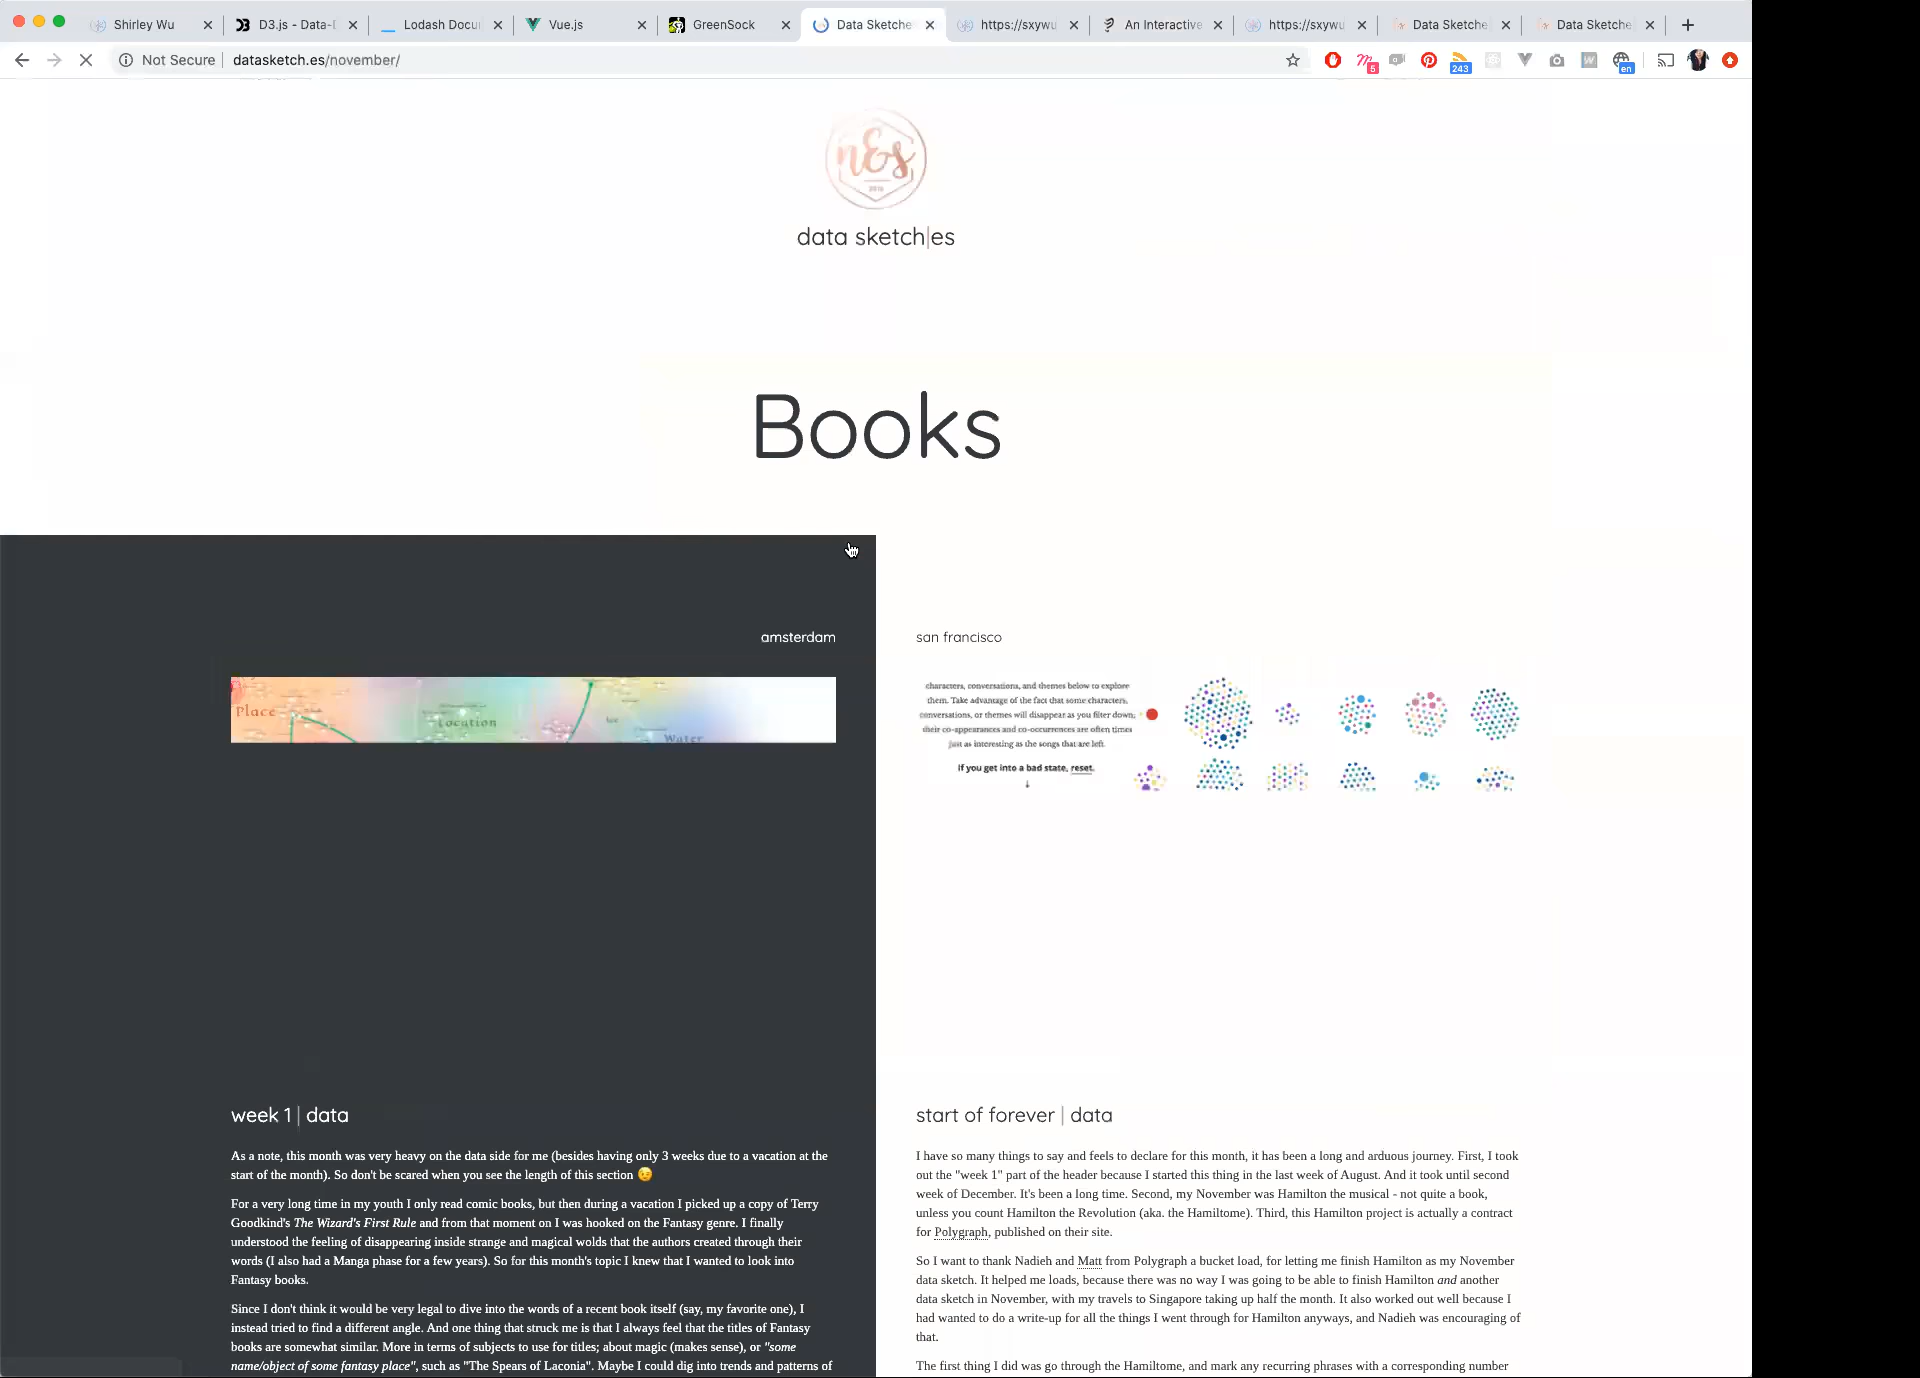 Shirley Wu
D3.js - Data-D
Lodash Docu
Vue.js
GreenSock
Data Sketche
https://sxywu
An Interactive
https://sxywu
Data Sketche
Data Sketche
Not Secure
datasketch.es/november/
5
243
en
n&s
data sketch|es
Books
amsterdam
san francisco
Place
Location
Ice
Water
characters, conversations, and themes below to explore
them. Take advantage of the fact that some characters,
conversations, or themes will disappear as you filter down;
their co-appearances and co-occurrences are often times
just as interesting as the songs that are left.
If you get into a bad state, reset.
week 1 | data
As a note, this month was very heavy on the data side for me (besides having only 3 weeks due to a vacation at the
start of the month). So don't be scared when you see the length of this section 😉
For a very long time in my youth I only read comic books, but then during a vacation I picked up a copy of Terry
Goodkind's The Wizard's First Rule and from that moment on I was hooked on the Fantasy genre. I finally
understood the feeling of disappearing inside strange and magical wolds that the authors created through their
words (I also had a Manga phase for a few years). So for this month's topic I knew that I wanted to look into
Fantasy books.
Since I don't think it would be very legal to dive into the words of a recent book itself (say, my favorite one), I
instead tried to find a different angle. And one thing that struck me is that I always feel that the titles of Fantasy
books are somewhat similar. More in terms of subjects to use for titles; about magic (makes sense), or "some
name/object of some fantasy place", such as "The Spears of Laconia". Maybe I could dig into trends and patterns of
start of forever | data
I have so many things to say and feels to declare for this month, it has been a long and arduous journey. First, I took
out the "week 1" part of the header because I started this thing in the last week of August. And it took until second
week of December. It's been a long time. Second, my November was Hamilton the musical - not quite a book,
unless you count Hamilton the Revolution (aka. the Hamiltome). Third, this Hamilton project is actually a contract
for Polygraph, published on their site.
So I want to thank Nadieh and Matt from Polygraph a bucket load, for letting me finish Hamilton as my November
data sketch. It helped me loads, because there was no way I was going to be able to finish Hamilton and another
data sketch in November, with my travels to Singapore taking up half the month. It also worked out well because I
had wanted to do a write-up for all the things I went through for Hamilton anyways, and Nadieh was encouraging of
that.
The first thing I did was go through the Hamiltome, and mark any recurring phrases with a corresponding number